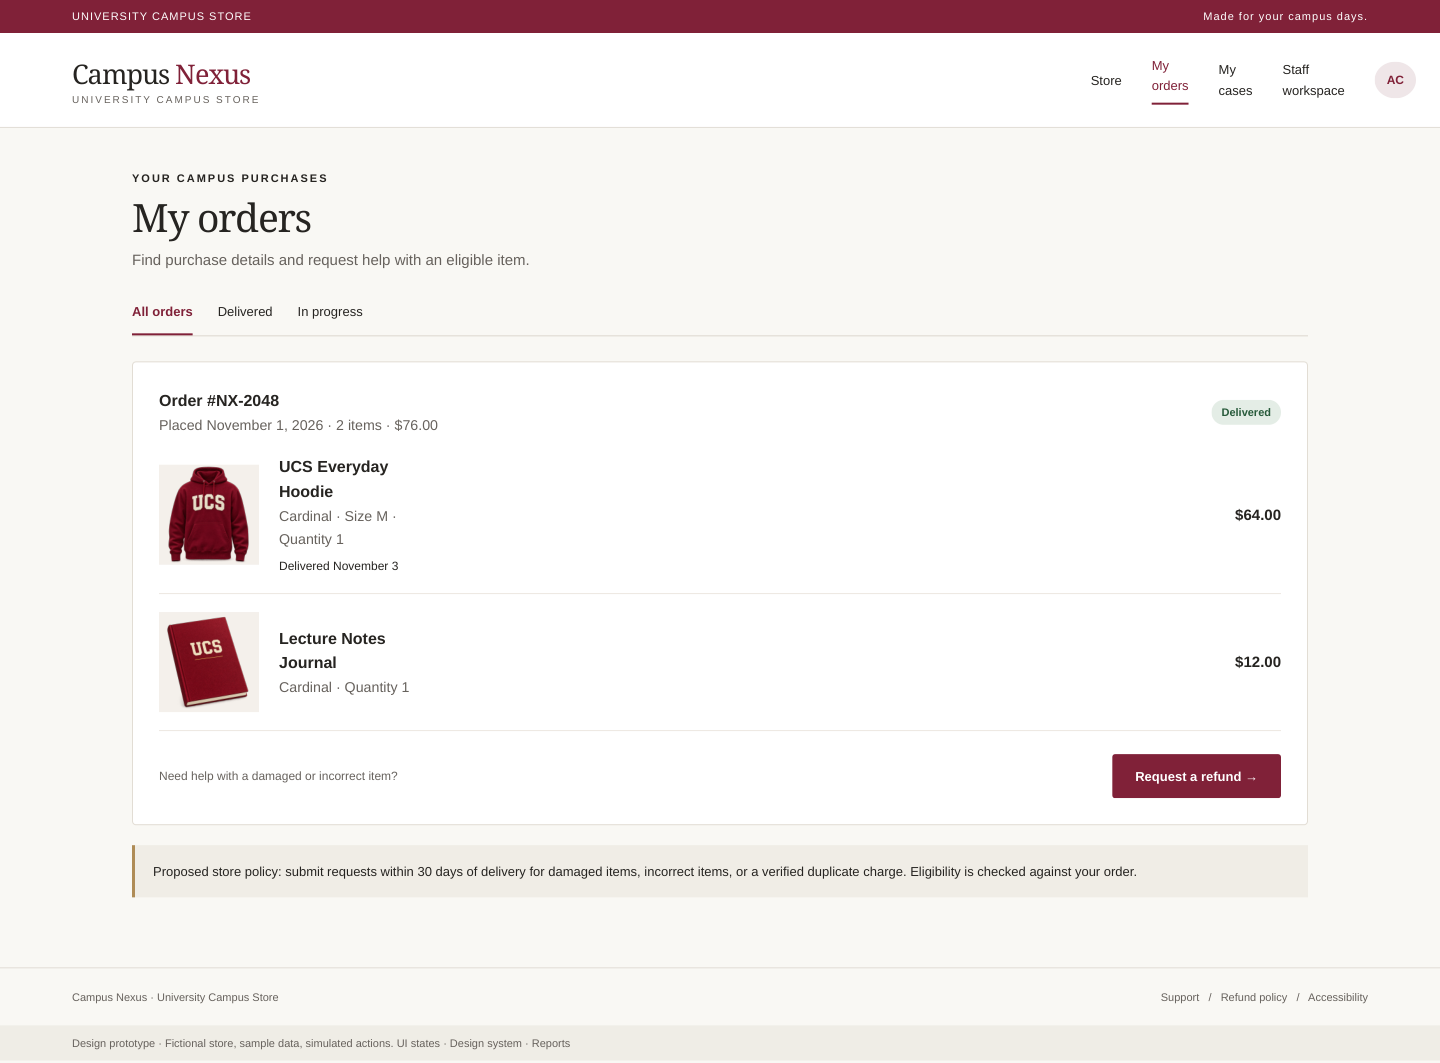 UNIVERSITY CAMPUS STORE
Made for your campus days.
Campus Nexus
UNIVERSITY CAMPUS STORE
Store
My
orders
My
cases
Staff
workspace
AC
YOUR CAMPUS PURCHASES
My orders
Find purchase details and request help with an eligible item.
All orders
Delivered
In progress
Order #NX-2048
Placed November 1, 2026 · 2 items · $76.00
Delivered
UCS
UCS Everyday
Hoodie
Cardinal · Size M ·
Quantity 1
Delivered November 3
$64.00
UCS
Lecture Notes
Journal
Cardinal · Quantity 1
$12.00
Need help with a damaged or incorrect item?
Request a refund →
Proposed store policy: submit requests within 30 days of delivery for damaged items, incorrect items, or a verified duplicate charge. Eligibility is checked against your order.
Campus Nexus · University Campus Store
Support / Refund policy / Accessibility
Design prototype · Fictional store, sample data, simulated actions. UI states · Design system · Reports